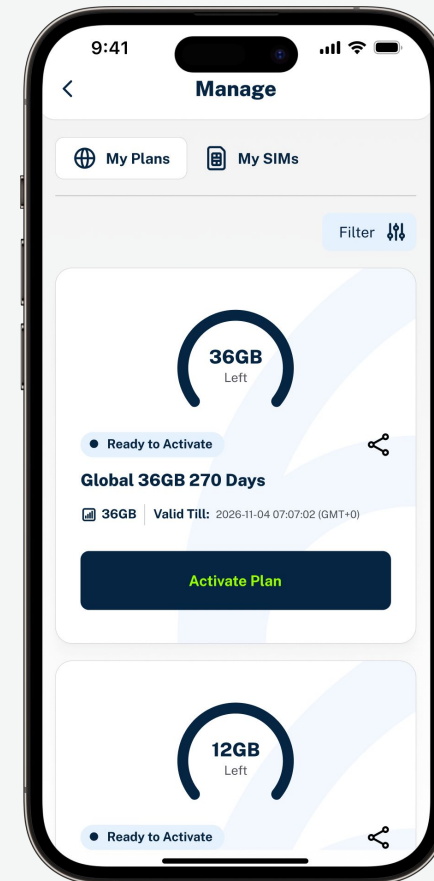 9:41
Manage
My Plans
My SIMs
Filter
36GB
Left
Ready to Activate
Global 36GB 270 Days
36GB Valid Till: 2026-11-04 07:07:02 (GMT+0)
Activate Plan
12GB
Left
Ready to Activate